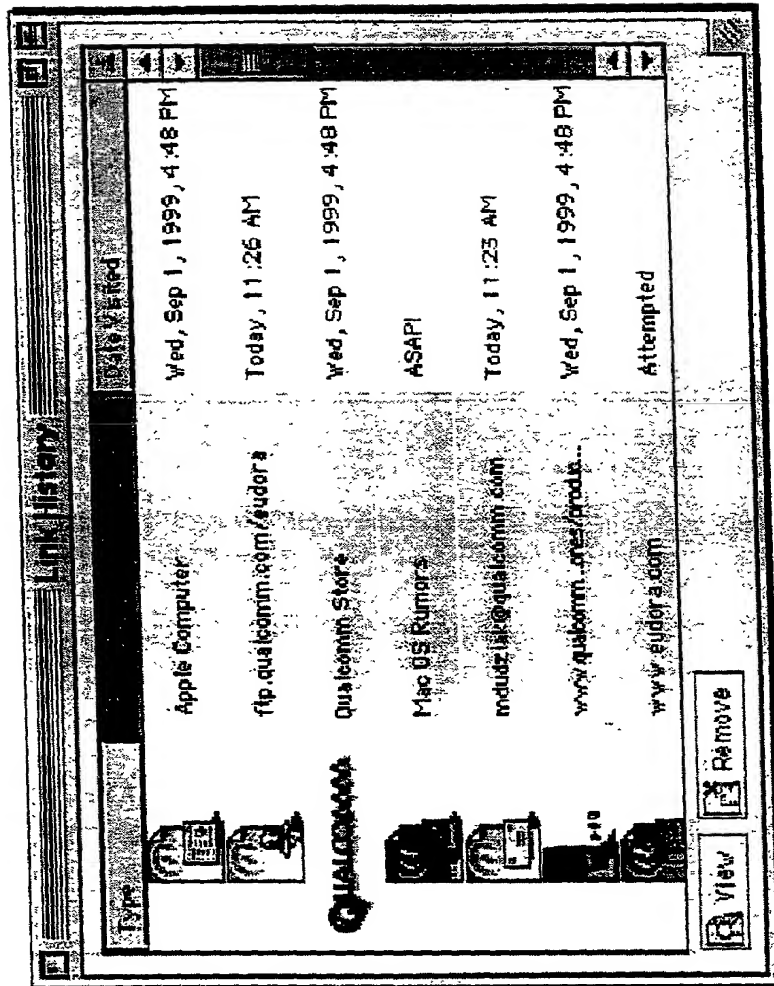 Link History
Type Date Visited
Apple Computer Wed, Sep 1, 1999, 4:48 PM
ftp.qualcomm.com/eudora Today, 11:26 AM
QUALCOMM Qualcomm Store Wed, Sep 1, 1999, 4:48 PM
Mac OS Rumors ASAP!
mdudziak@qualcomm.com Today, 11:23 AM
www.qualcomm...ores/produ... Wed, Sep 1, 1999, 4:48 PM
www.eudora.com Attempted
View Remove